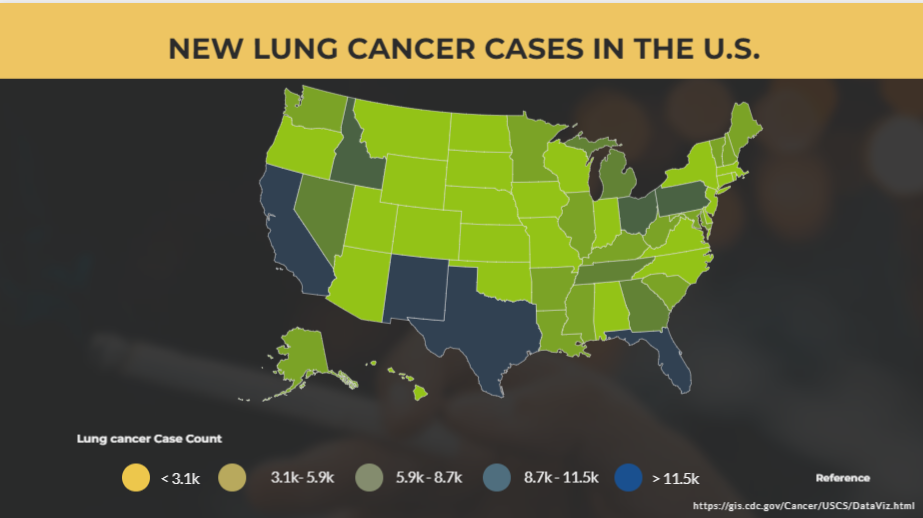 NEW LUNG CANCER CASES IN THE U.S.
Lung cancer Case Count
< 3.1k 3.1k- 5.9k 5.9k - 8.7k 8.7k - 11.5k > 11.5k
Reference
https://gis.cdc.gov/Cancer/USCS/DataViz.html